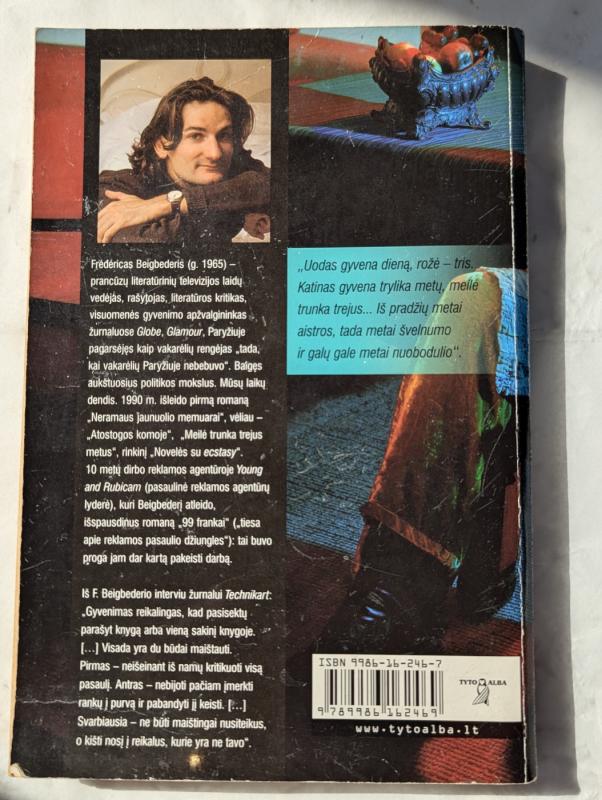 Frédéricas Beigbederis (g. 1965) –
prancūzų literatūrinių televizijos laidų
vedėjas, rašytojas, literatūros kritikas,
visuomenės gyvenimo apžvalgininkas
žurnaluose Globe, Glamour, Paryžiuje
pagarsėjęs kaip vakarėlių rengėjas „tada,
kai vakarėlių Paryžiuje nebebuvo“. Baigęs
aukštuosius politikos mokslus. Mūsų laikų
dendis. 1990 m. išleido pirmą romaną
„Neramaus jaunuolio memuarai“, vėliau –
„Atostogos komoje“, „Meilė trunka trejus
metus“, rinkinį „Novelės su ecstasy“.
10 metų dirbo reklamos agentūroje Young
and Rubicam (pasaulinė reklamos agentūrų
lyderė), kuri Beigbederį atleido,
išspausdinus romaną „99 frankai“ („tiesa
apie reklamos pasaulio džiungles“): tai buvo
proga jam dar kartą pakeisti darbą.
Iš F. Beigbederio interviu žurnalui Technikart:
„Gyvenimas reikalingas, kad pasisektų
parašyt knygą arba vieną sakinį knygoje.
[…] Visada yra du būdai maištauti.
Pirmas – neišeinant iš namų kritikuoti visą
pasaulį. Antras – nebijoti pačiam įmerkti
rankų į purvą ir pabandyti jį keisti. […]
Svarbiausia – ne būti maištingai nusiteikus,
o kišti nosį į reikalus, kurie yra ne tavo“.
„Uodas gyvena dieną, rožė – tris.
Katinas gyvena trylika metų, meilė
trunka trejus... Iš pradžių metai
aistros, tada metai švelnumo
ir galų gale metai nuobodulio“.
ISBN 9986-16-246-7
9 789986 162469
TYTO ALBA
www.tytoalba.lt